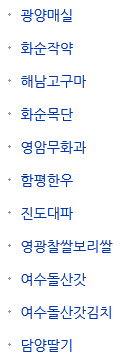 광양매실
화순작약
해남고구마
화순목단
영암무화과
함평한우
진도대파
영광찰쌀보리쌀
여수돌산갓
여수돌산갓김치
담양딸기